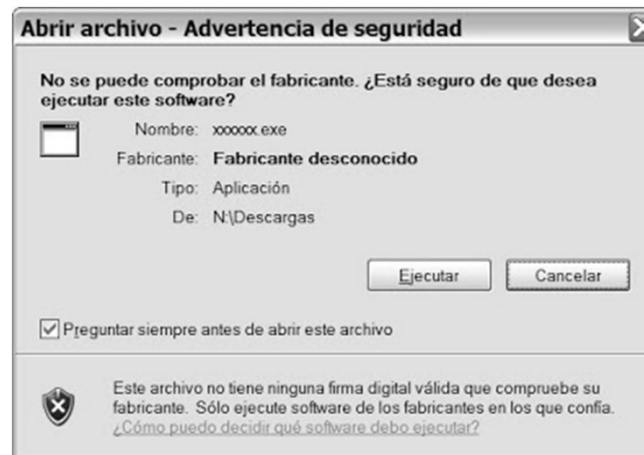 Abrir archivo - Advertencia de seguridad
No se puede comprobar el fabricante. ¿Está seguro de que desea
ejecutar este software?
Nombre: xxxxxx.exe
Fabricante: Fabricante desconocido
Tipo: Aplicación
De: N:\Descargas
Ejecutar Cancelar
Preguntar siempre antes de abrir este archivo
Este archivo no tiene ninguna firma digital válida que compruebe su
fabricante. Sólo ejecute software de los fabricantes en los que confía.
¿Cómo puedo decidir qué software debo ejecutar?